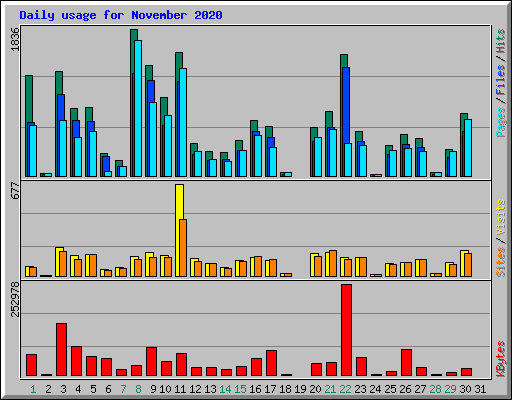 Daily usage for November 2020
1836
Pages / Files / Hits
677
Sites / Visits
252978
KBytes
1 2 3 4 5 6 7 8 9 10 11 12 13 14 15 16 17 18 19 20 21 22 23 24 25 26 27 28 29 30 31